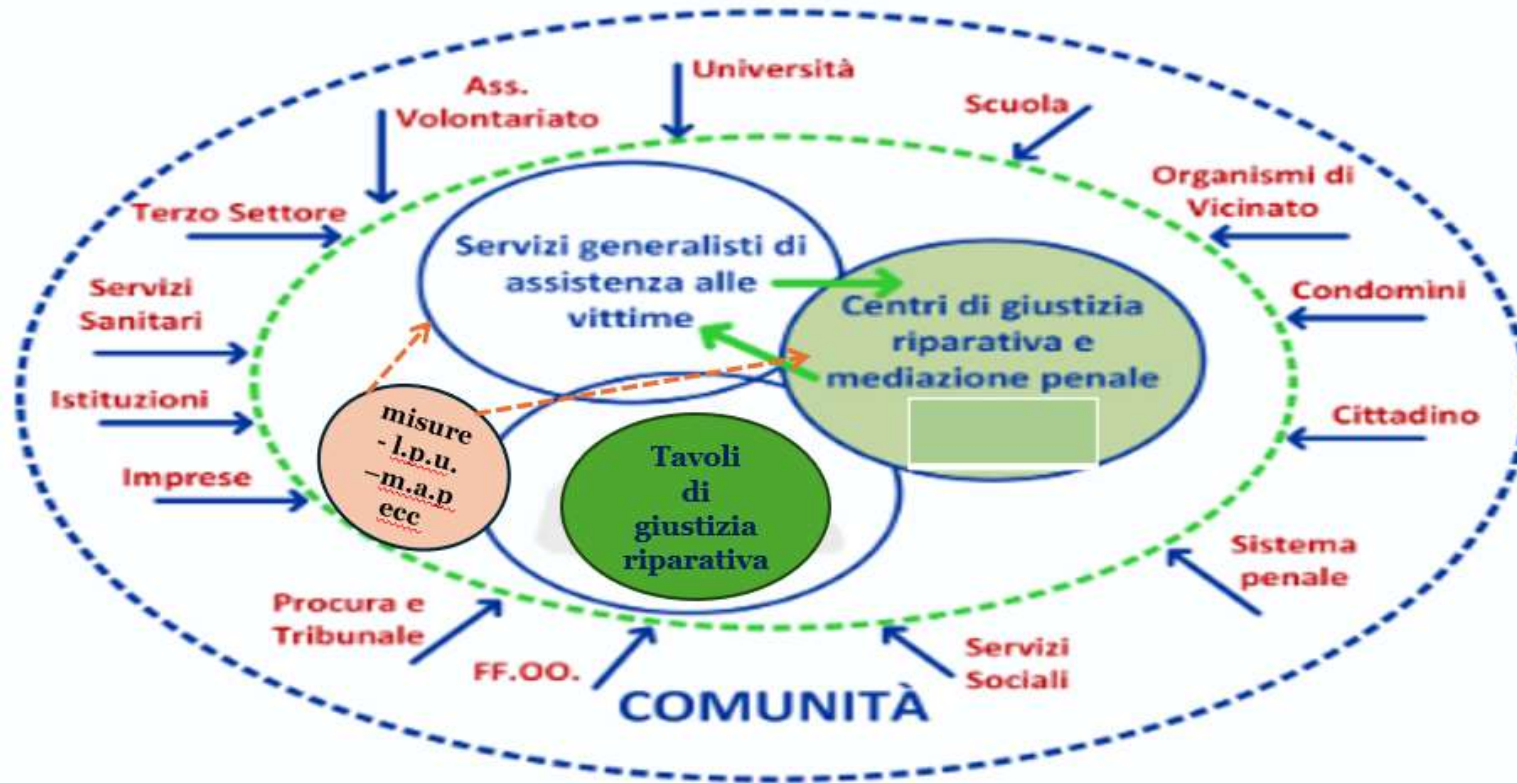 Università
Ass.
Volontariato
Scuola
Terzo Settore
Organismi di
Vicinato
Servizi generalisti di
assistenza alle
vittime
Servizi
Sanitari
Condomìni
Centri di giustizia
riparativa e
mediazione penale
Istituzioni
Cittadino
misure
- l.p.u.
–m.a.p
ecc
Imprese
Tavoli
di
giustizia
riparativa
Sistema
penale
Procura e
Tribunale
FF.OO.
Servizi
Sociali
COMUNITÀ